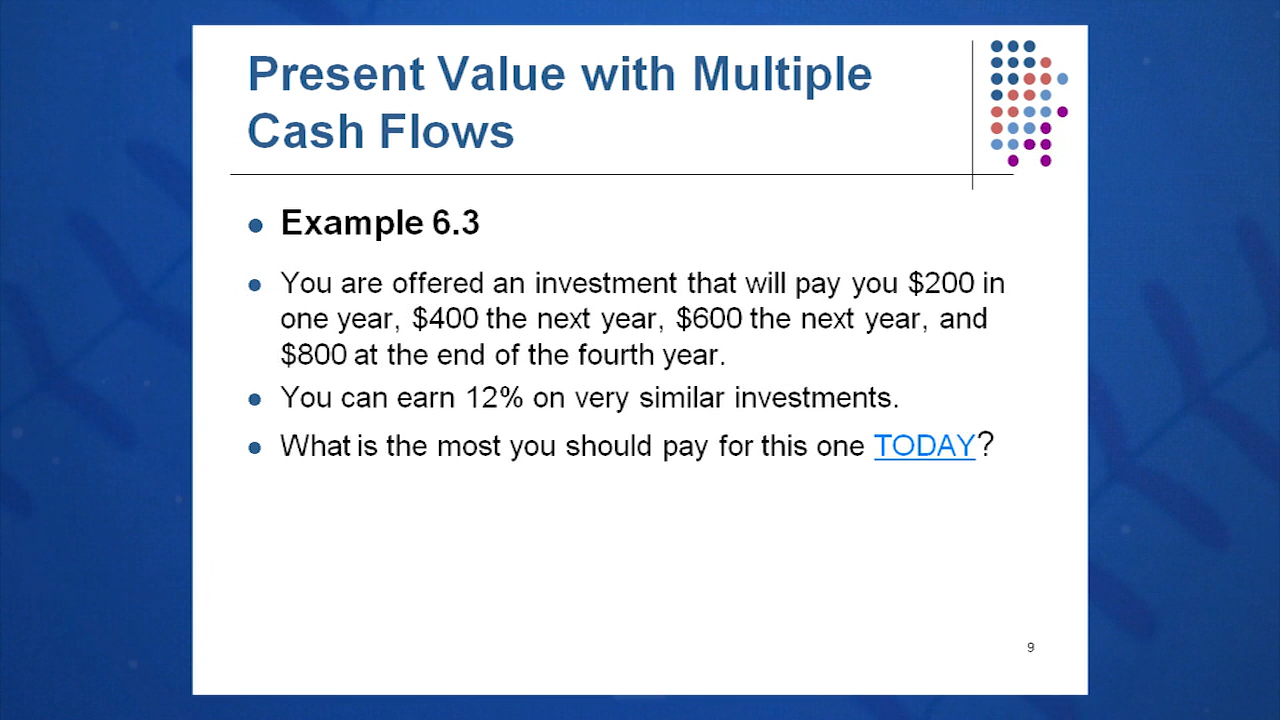 Present Value with Multiple
Cash Flows
Example 6.3
You are offered an investment that will pay you $200 in
one year, $400 the next year, $600 the next year, and
$800 at the end of the fourth year.
You can earn 12% on very similar investments.
What is the most you should pay for this one TODAY?
9